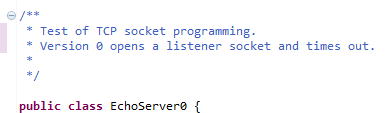 /**
 * Test of TCP socket programming.
 * Version 0 opens a listener socket and times out.
 *
 */
public class EchoServer0 {